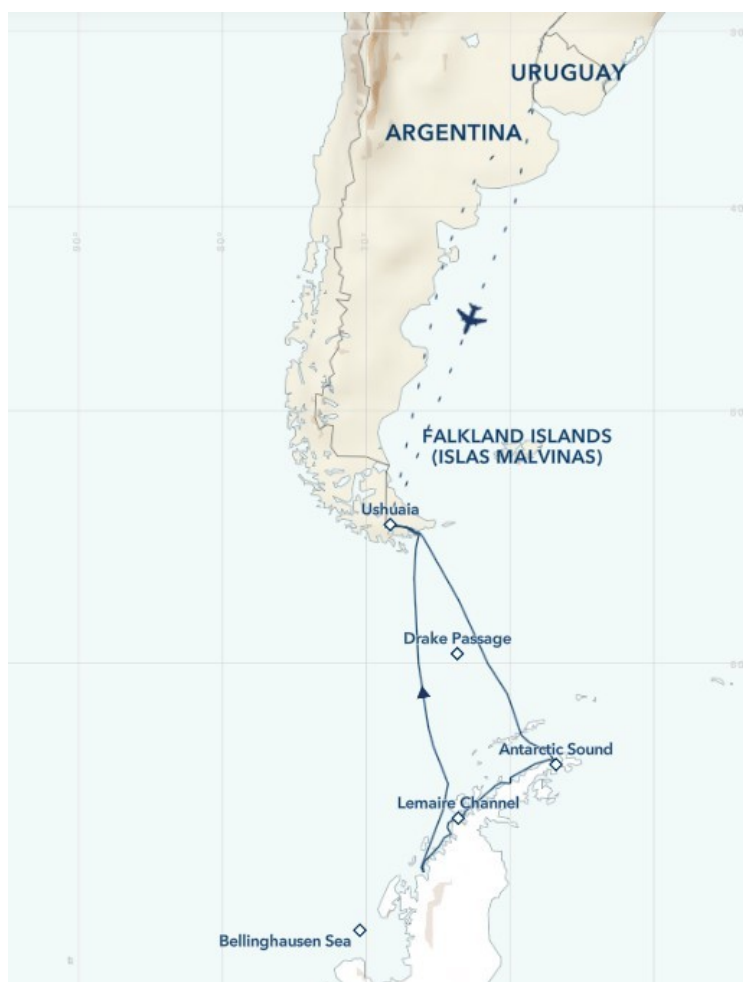 URUGUAY
ARGENTINA
FALKLAND ISLANDS
(ISLAS MALVINAS)
Ushuaia
Drake Passage
Antarctic Sound
Lemaire Channel
Bellinghausen Sea